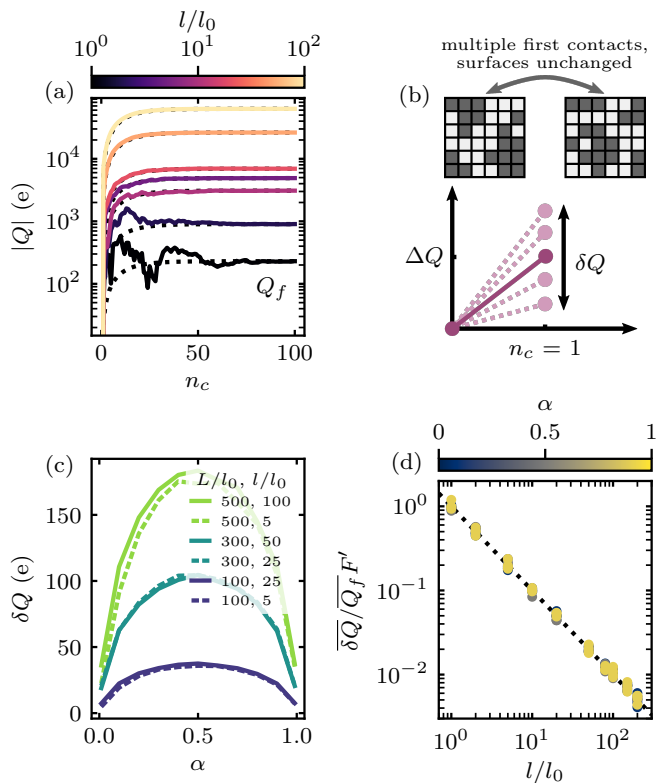 l/l₀
10⁰ 10¹ 10²
(a)
|Q| (e)
10⁴
10³
10²
Q_f
0 50 100
n_c
multiple first contacts,
surfaces unchanged
(b)
ΔQ
δQ
n_c = 1
(c)
L/l₀, l/l₀
500, 100
500, 5
300, 50
300, 25
100, 25
100, 5
δQ (e)
150
100
50
0
0.0 0.5 1.0
α
α
0 0.5 1
(d)
δQ̅/Q̅_f̅ F′
10⁰
10⁻¹
10⁻²
10⁰ 10¹ 10²
l/l₀